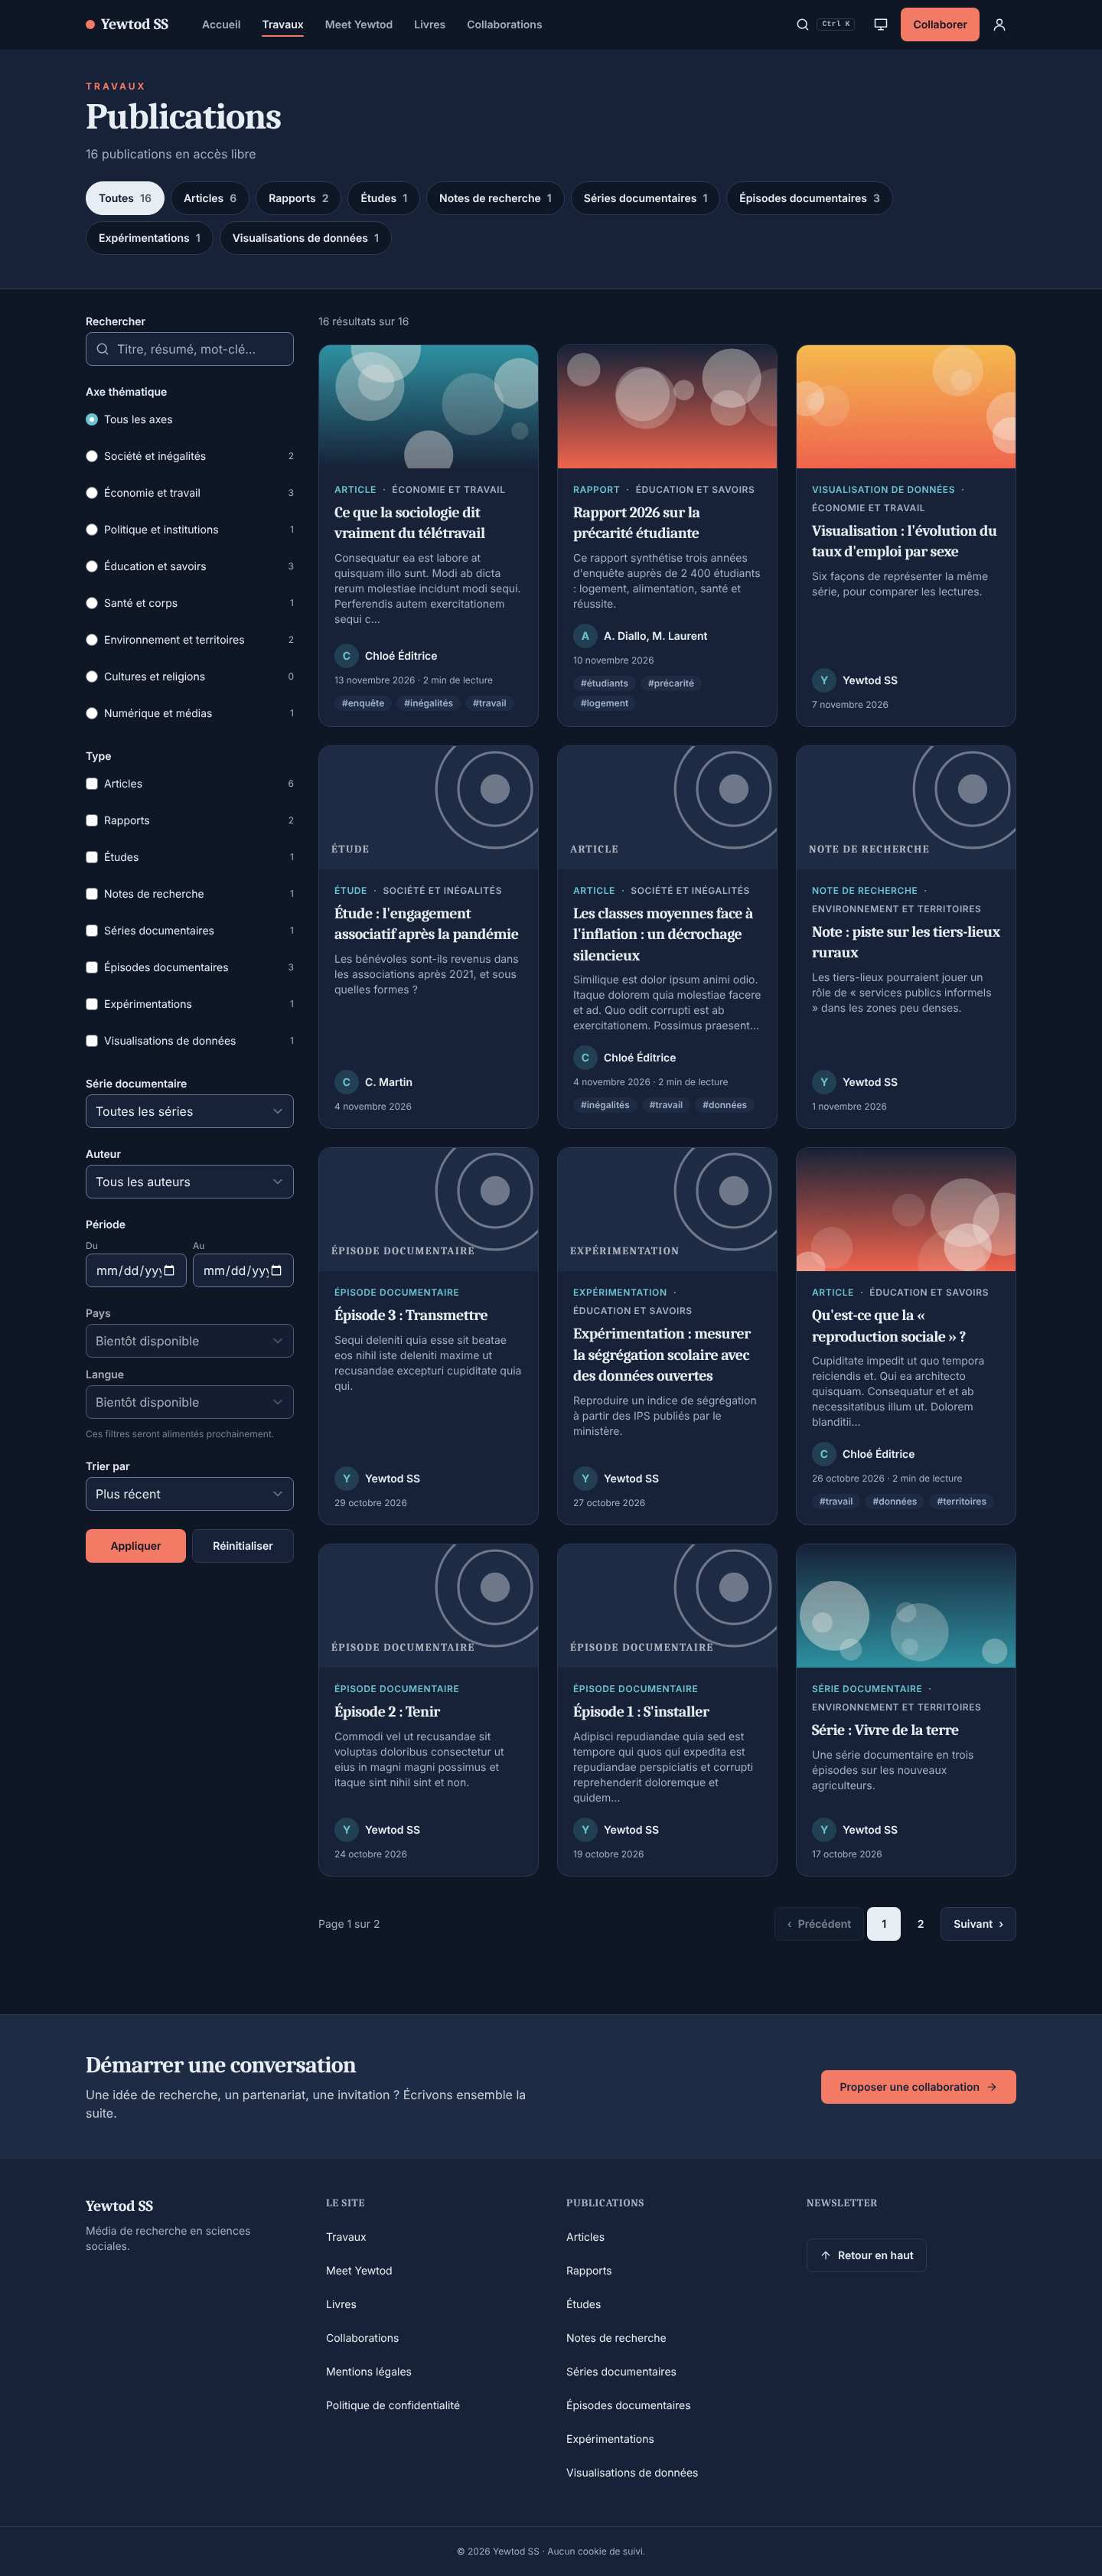 Yewtod SS
Accueil
Travaux
Meet Yewtod
Livres
Collaborations
Ctrl K
Collaborer
TRAVAUX
Publications
16 publications en accès libre
Toutes 16
Articles 6
Rapports 2
Études 1
Notes de recherche 1
Séries documentaires 1
Épisodes documentaires 3
Expérimentations 1
Visualisations de données 1
Rechercher
Titre, résumé, mot-clé…
Axe thématique
Tous les axes
Société et inégalités 2
Économie et travail 3
Politique et institutions 1
Éducation et savoirs 3
Santé et corps 1
Environnement et territoires 2
Cultures et religions 0
Numérique et médias 1
Type
Articles 6
Rapports 2
Études 1
Notes de recherche 1
Séries documentaires 1
Épisodes documentaires 3
Expérimentations 1
Visualisations de données 1
Série documentaire
Toutes les séries
Auteur
Tous les auteurs
Période
Du
Au
mm/dd/yyy
mm/dd/yyy
Pays
Bientôt disponible
Langue
Bientôt disponible
Ces filtres seront alimentés prochainement.
Trier par
Plus récent
Appliquer
Réinitialiser
16 résultats sur 16
ARTICLE · ÉCONOMIE ET TRAVAIL
Ce que la sociologie dit
vraiment du télétravail
Consequatur ea est labore at
quisquam illo sunt. Modi ab dicta
rerum molestiae incidunt modi sequi.
Perferendis autem exercitationem
sequi c…
C
Chloé Éditrice
13 novembre 2026 · 2 min de lecture
#enquête #inégalités #travail
RAPPORT · ÉDUCATION ET SAVOIRS
Rapport 2026 sur la
précarité étudiante
Ce rapport synthétise trois années
d'enquête auprès de 2 400 étudiants
: logement, alimentation, santé et
réussite.
A
A. Diallo, M. Laurent
10 novembre 2026
#étudiants #précarité
#logement
VISUALISATION DE DONNÉES ·
ÉCONOMIE ET TRAVAIL
Visualisation : l'évolution du
taux d'emploi par sexe
Six façons de représenter la même
série, pour comparer les lectures.
Y
Yewtod SS
7 novembre 2026
ÉTUDE
ÉTUDE · SOCIÉTÉ ET INÉGALITÉS
Étude : l'engagement
associatif après la pandémie
Les bénévoles sont-ils revenus dans
les associations après 2021, et sous
quelles formes ?
C
C. Martin
4 novembre 2026
ARTICLE
ARTICLE · SOCIÉTÉ ET INÉGALITÉS
Les classes moyennes face à
l'inflation : un décrochage
silencieux
Similique est dolor ipsum animi odio.
Itaque dolorem quia molestiae facere
et ad. Quo odit corrupti est ab
exercitationem. Possimus praesent…
C
Chloé Éditrice
4 novembre 2026 · 2 min de lecture
#inégalités #travail #données
NOTE DE RECHERCHE
NOTE DE RECHERCHE ·
ENVIRONNEMENT ET TERRITOIRES
Note : piste sur les tiers-lieux
ruraux
Les tiers-lieux pourraient jouer un
rôle de « services publics informels
» dans les zones peu denses.
Y
Yewtod SS
1 novembre 2026
ÉPISODE DOCUMENTAIRE
ÉPISODE DOCUMENTAIRE
Épisode 3 : Transmettre
Sequi deleniti quia esse sit beatae
eos nihil iste deleniti maxime ut
recusandae excepturi cupiditate quia
qui.
Y
Yewtod SS
29 octobre 2026
EXPÉRIMENTATION
EXPÉRIMENTATION ·
ÉDUCATION ET SAVOIRS
Expérimentation : mesurer
la ségrégation scolaire avec
des données ouvertes
Reproduire un indice de ségrégation
à partir des IPS publiés par le
ministère.
Y
Yewtod SS
27 octobre 2026
ARTICLE · ÉDUCATION ET SAVOIRS
Qu'est-ce que la «
reproduction sociale » ?
Cupiditate impedit ut quo tempora
reiciendis et. Qui ea architecto
quisquam. Consequatur et et ab
necessitatibus illum ut. Dolorem
blanditii…
C
Chloé Éditrice
26 octobre 2026 · 2 min de lecture
#travail #données #territoires
ÉPISODE DOCUMENTAIRE
ÉPISODE DOCUMENTAIRE
Épisode 2 : Tenir
Commodi vel ut recusandae sit
voluptas doloribus consectetur ut
eius in magni magni possimus et
itaque sint nihil sint et non.
Y
Yewtod SS
24 octobre 2026
ÉPISODE DOCUMENTAIRE
ÉPISODE DOCUMENTAIRE
Épisode 1 : S'installer
Adipisci repudiandae quia sed est
tempore qui quos qui expedita est
repudiandae perspiciatis et corrupti
reprehenderit doloremque et
quidem…
Y
Yewtod SS
19 octobre 2026
SÉRIE DOCUMENTAIRE ·
ENVIRONNEMENT ET TERRITOIRES
Série : Vivre de la terre
Une série documentaire en trois
épisodes sur les nouveaux
agriculteurs.
Y
Yewtod SS
17 octobre 2026
Page 1 sur 2
‹ Précédent
1
2
Suivant ›
Démarrer une conversation
Une idée de recherche, un partenariat, une invitation ? Écrivons ensemble la
suite.
Proposer une collaboration →
Yewtod SS
Média de recherche en sciences
sociales.
LE SITE
Travaux
Meet Yewtod
Livres
Collaborations
Mentions légales
Politique de confidentialité
PUBLICATIONS
Articles
Rapports
Études
Notes de recherche
Séries documentaires
Épisodes documentaires
Expérimentations
Visualisations de données
NEWSLETTER
↑ Retour en haut
© 2026 Yewtod SS · Aucun cookie de suivi.